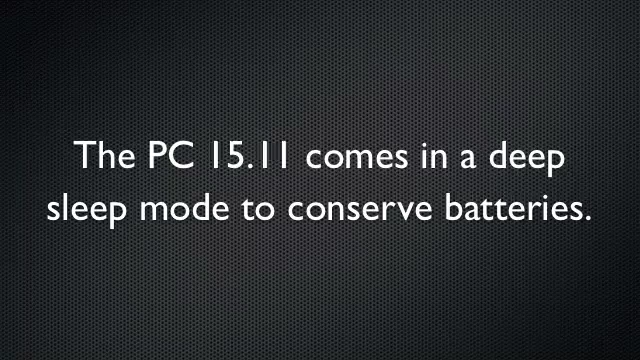 The PC 15.11 comes in a deep
sleep mode to conserve batteries.